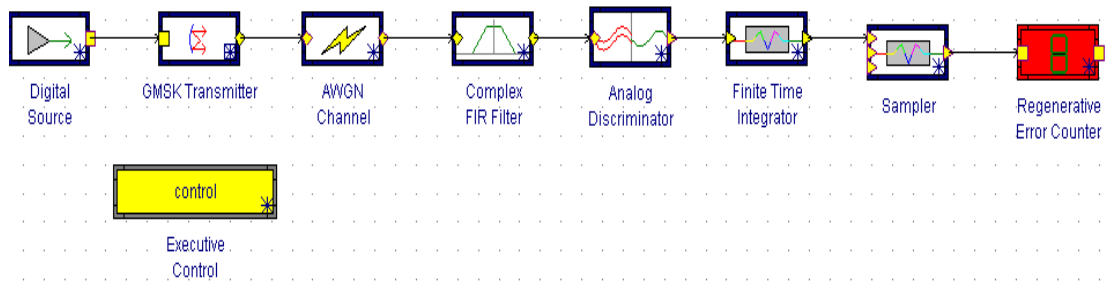 Digital
Source
GMSK Transmitter
AWGN
Channel
Complex
FIR Filter
Analog
Discriminator
Finite Time
Integrator
Sampler
Regenerative
Error Counter
control
Executive
Control